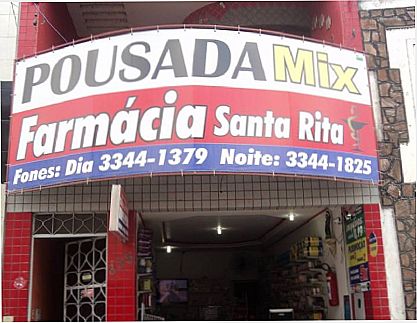 POUSADA Mix
Farmácia Santa Rita
Fones: Dia 3344-1379 Noite: 3344-1825